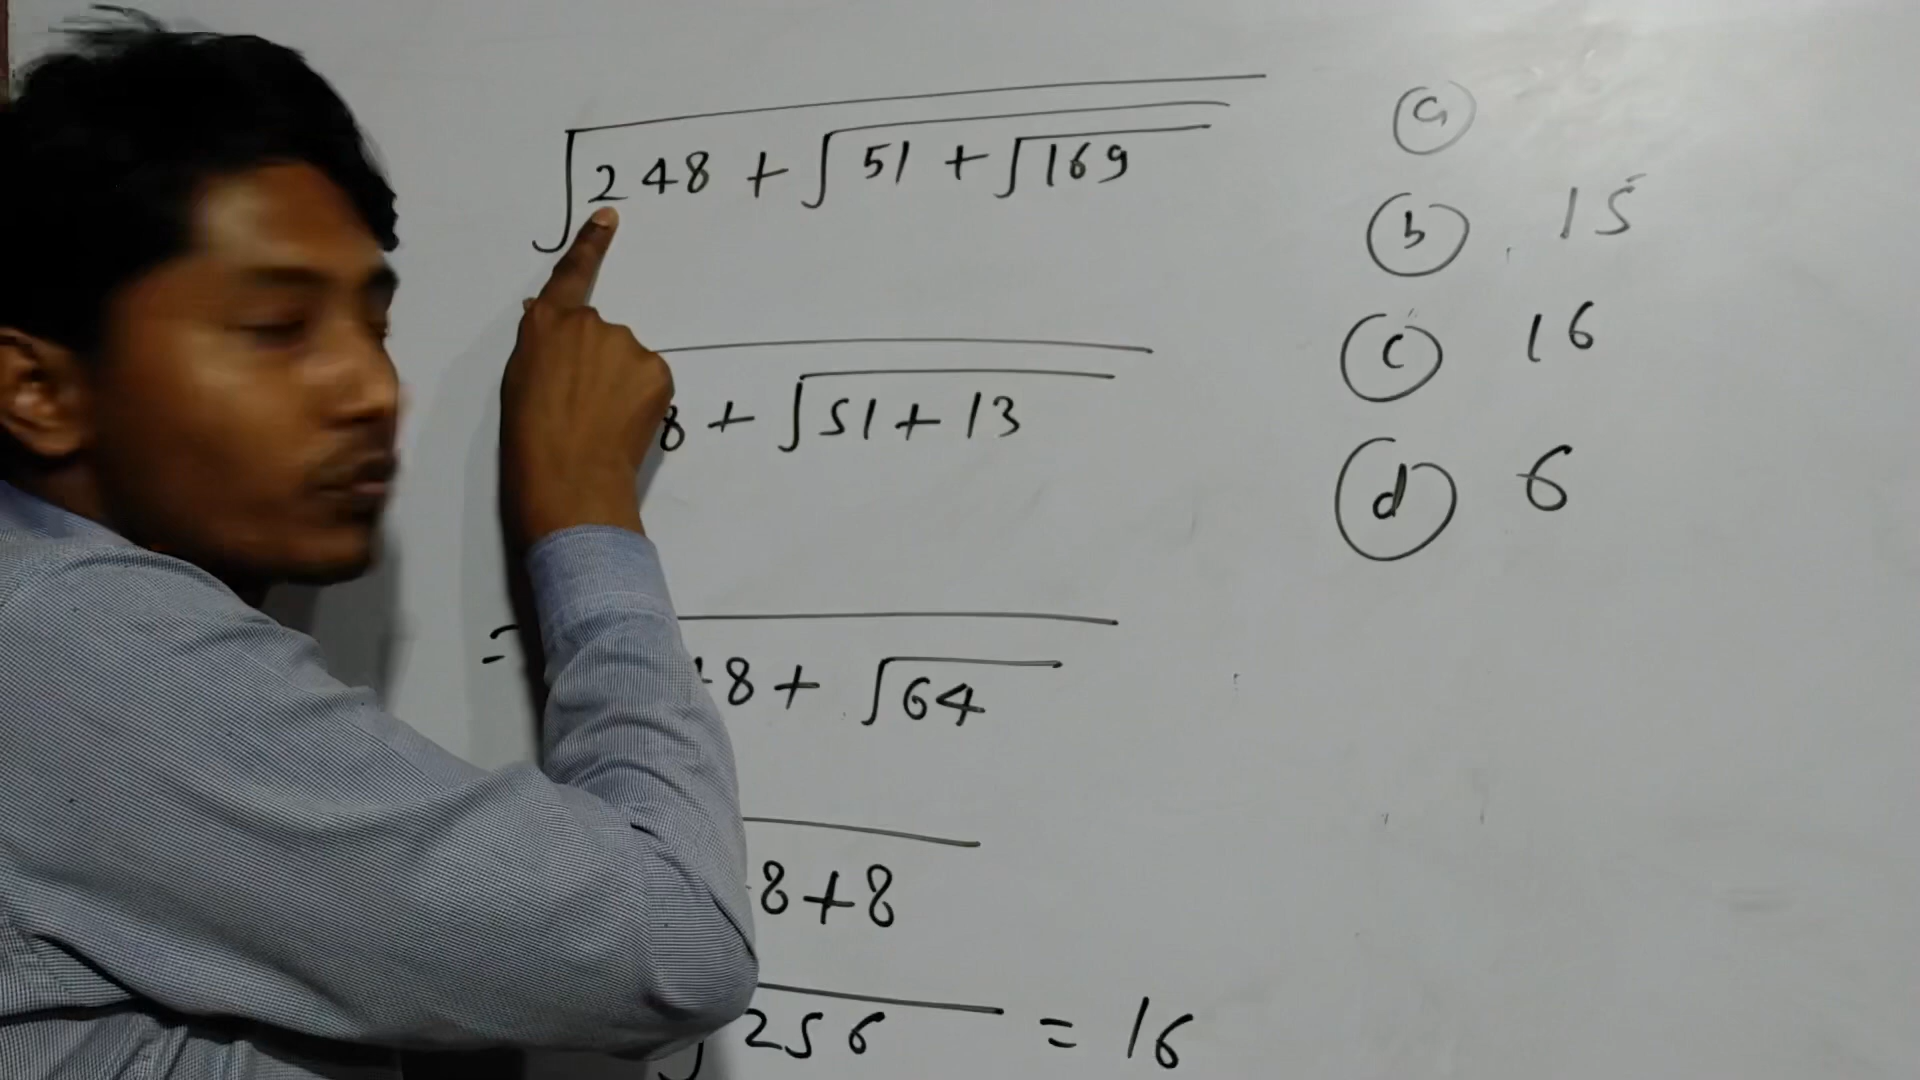 √248 + √51 + √169
8 + √51 + 13
= 8 + √64
8 + 8
√256 = 16
a
b 15
c 16
d 6